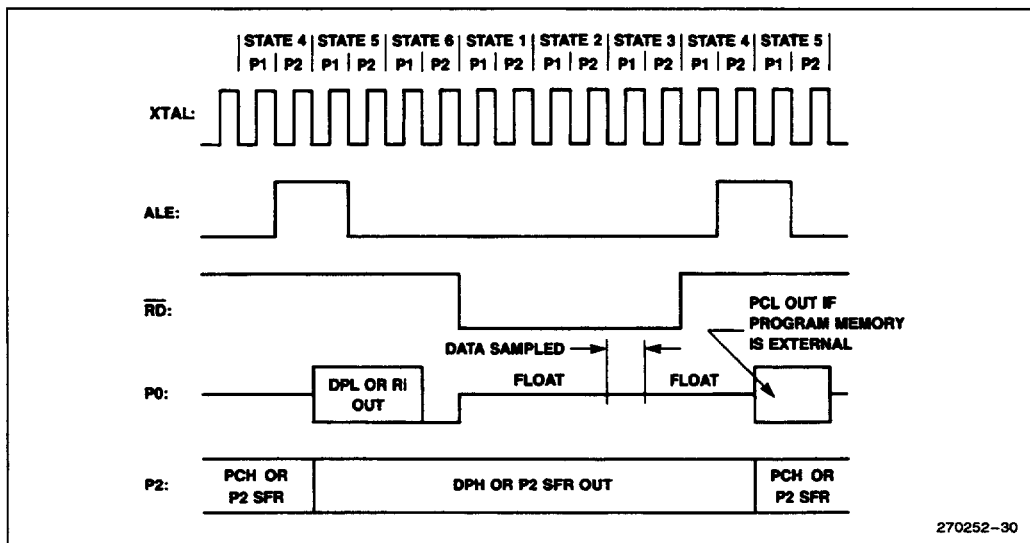 STATE 4 STATE 5 STATE 6 STATE 1 STATE 2 STATE 3 STATE 4 STATE 5
P1 P2 P1 P2 P1 P2 P1 P2 P1 P2 P1 P2 P1 P2 P1 P2
XTAL:
ALE:
RD:
PCL OUT IF
PROGRAM MEMORY
IS EXTERNAL
DATA SAMPLED
P0:
DPL OR RI
OUT
FLOAT
FLOAT
P2:
PCH OR
P2 SFR
DPH OR P2 SFR OUT
PCH OR
P2 SFR
270252-30